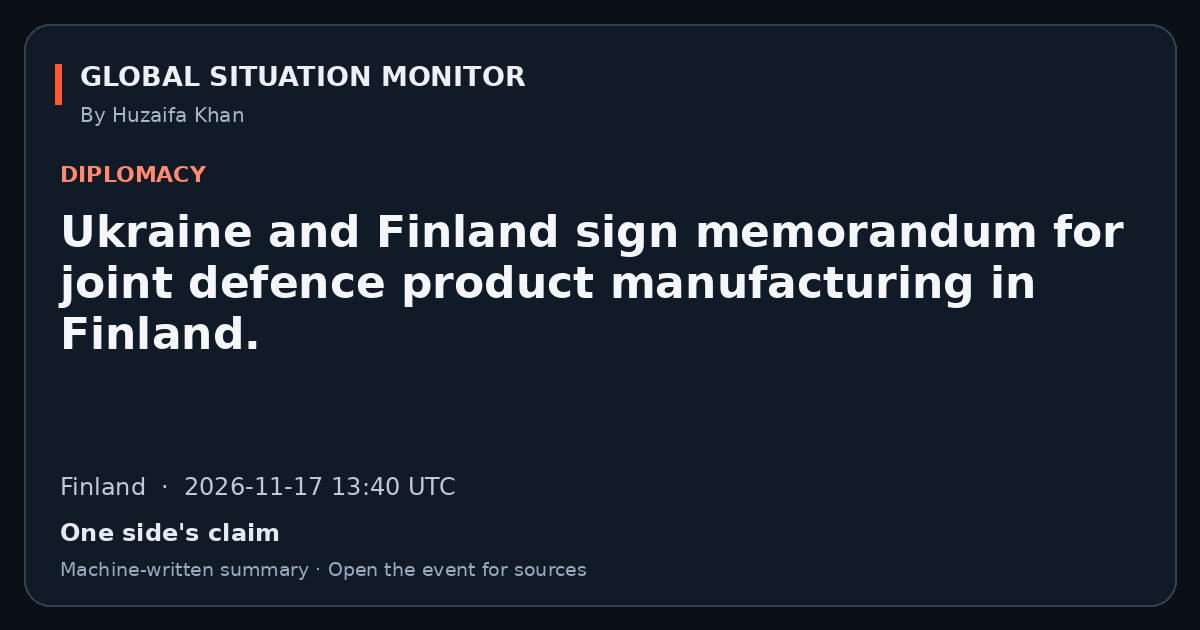 GLOBAL SITUATION MONITOR
By Huzaifa Khan
DIPLOMACY
Ukraine and Finland sign memorandum for
joint defence product manufacturing in
Finland.
Finland · 2026-11-17 13:40 UTC
One side's claim
Machine-written summary · Open the event for sources